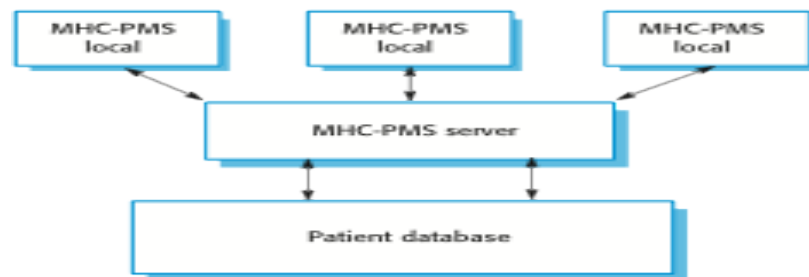 MHC-PMS
local
MHC-PMS
local
MHC-PMS
local
MHC-PMS server
Patient database